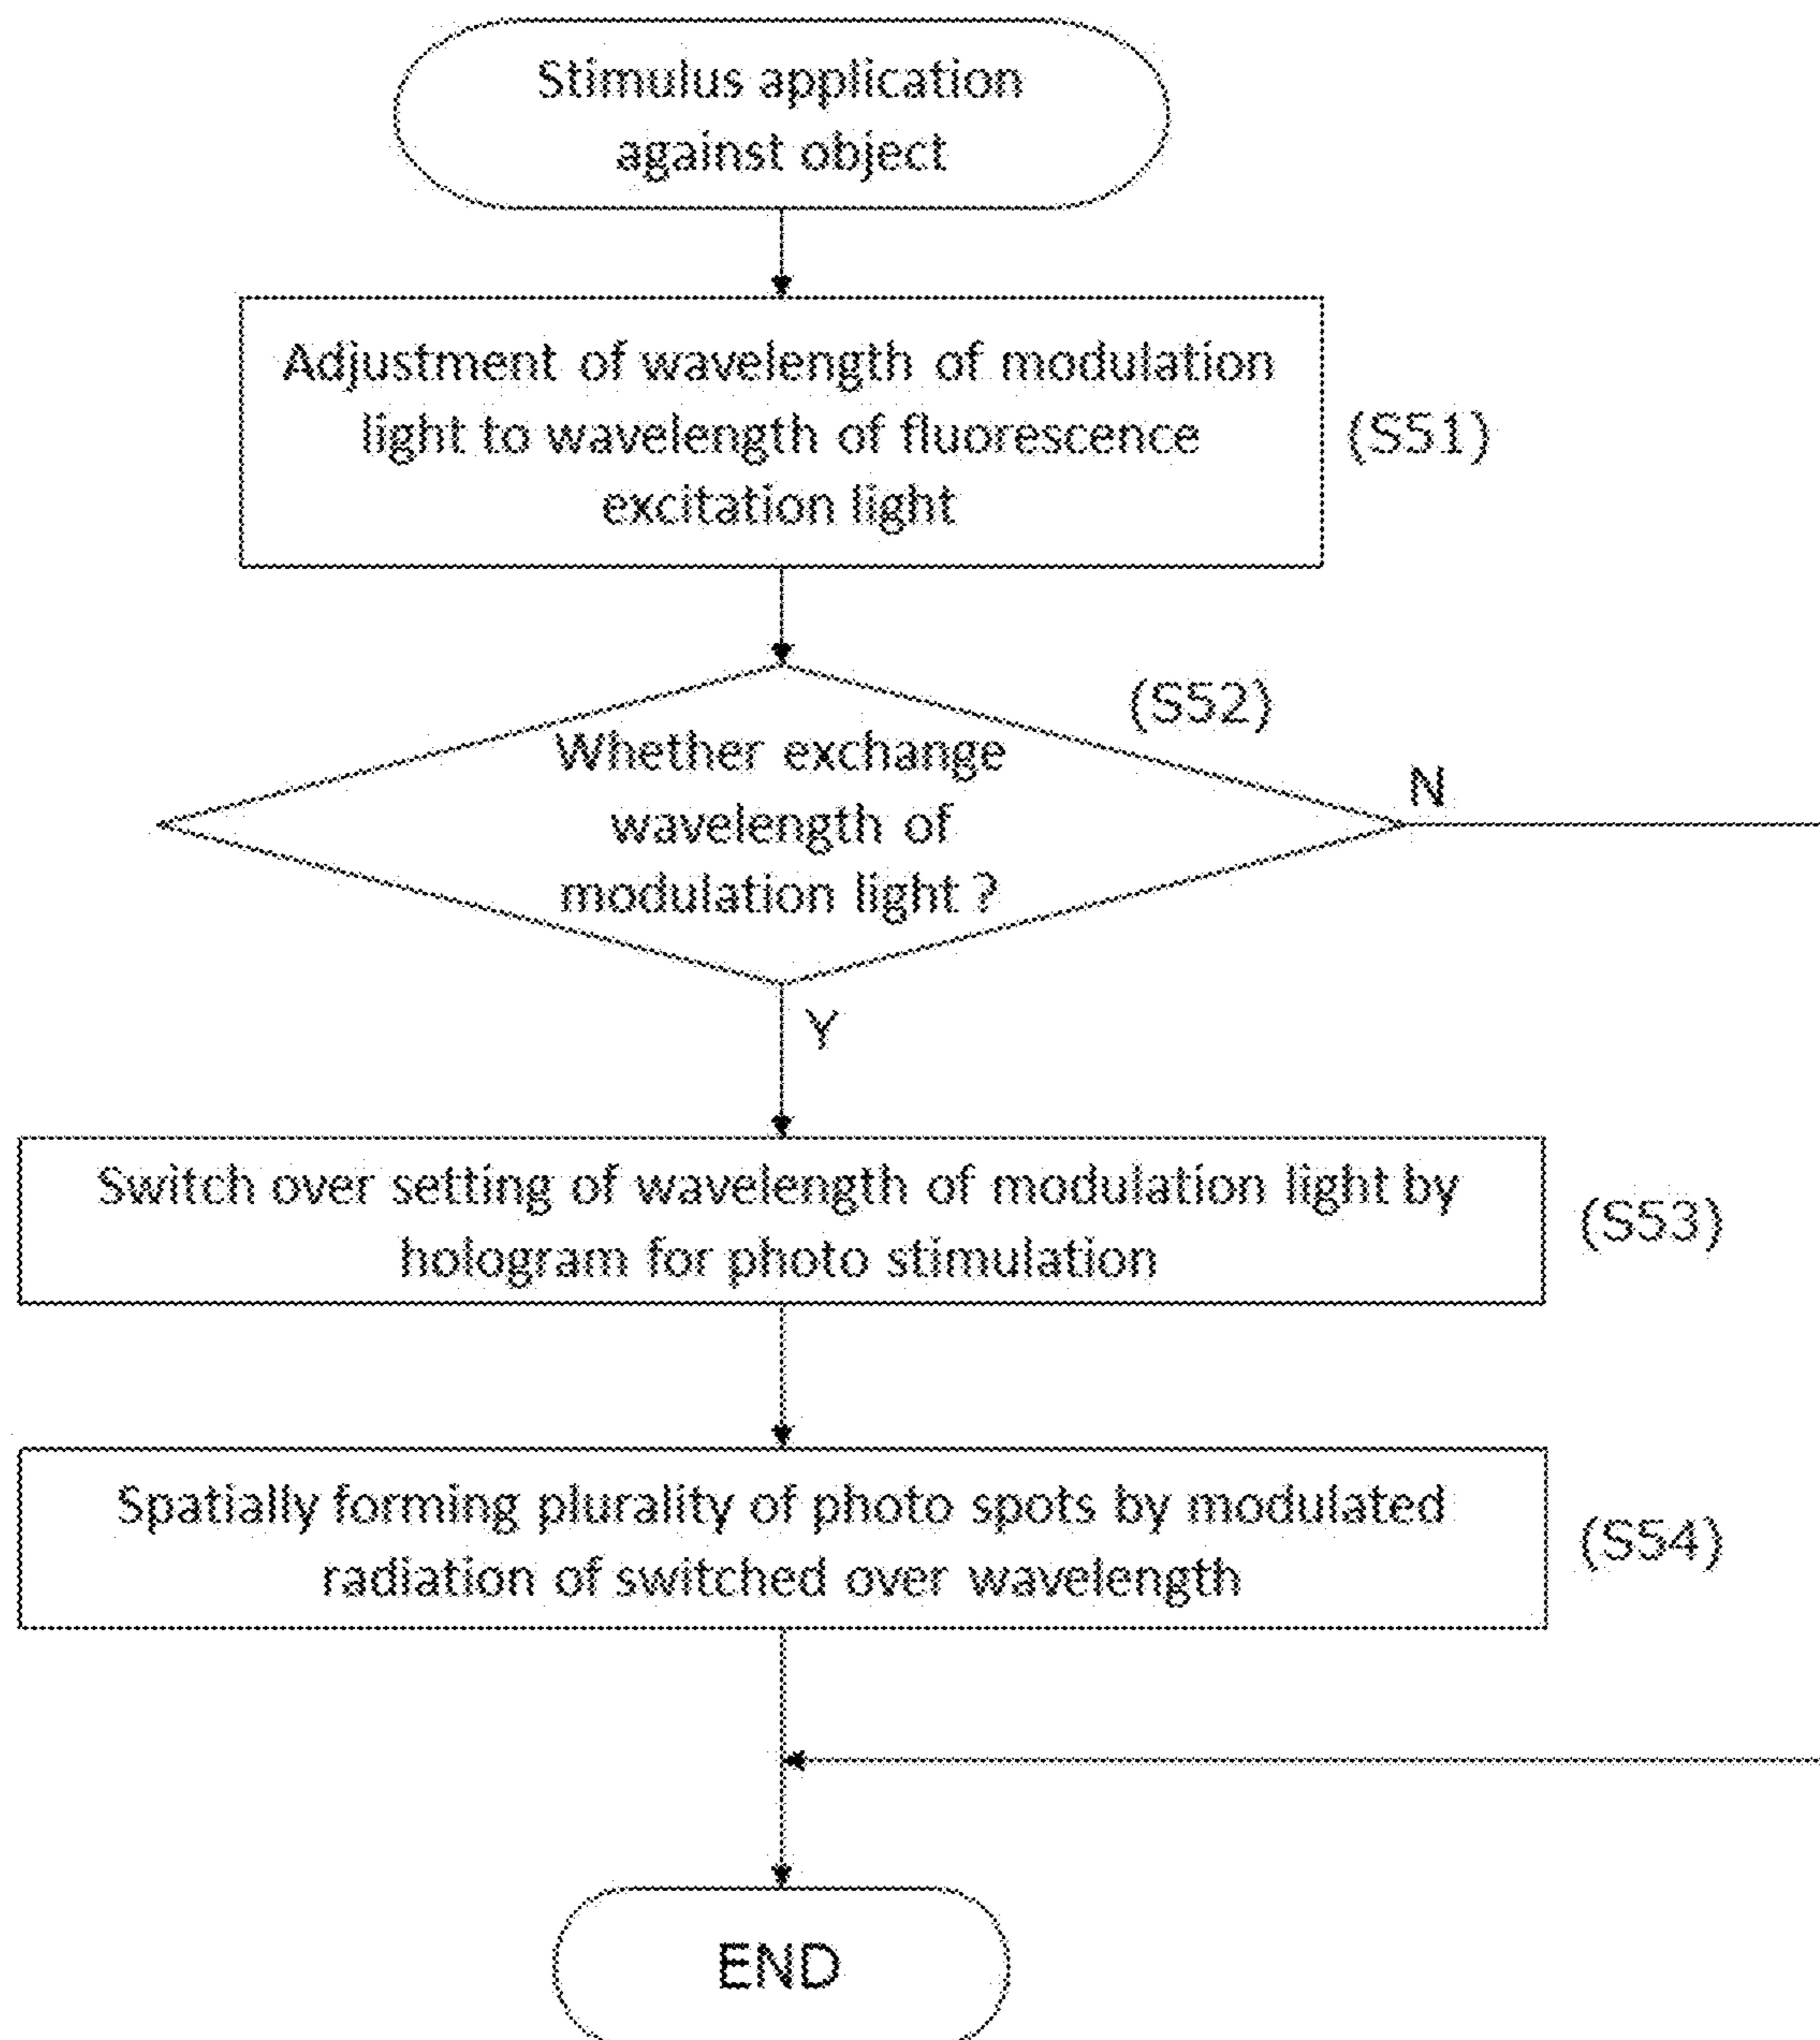 Stimulus application
against object
Adjustment of wavelength of modulation
light to wavelength of fluorescence
excitation light
(S51)
(S52)
Whether exchange
wavelength of
modulation light ?
N
Y
Switch over setting of wavelength of modulation light by
hologram for photo stimulation
(S53)
Spatially forming plurality of photo spots by modulated
radiation of switched over wavelength
(S54)
END